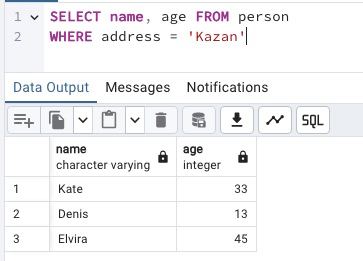 1 SELECT name, age FROM person
2 WHERE address = 'Kazan'
Data Output Messages Notifications
SQL
name age
character varying integer
1 Kate 33
2 Denis 13
3 Elvira 45